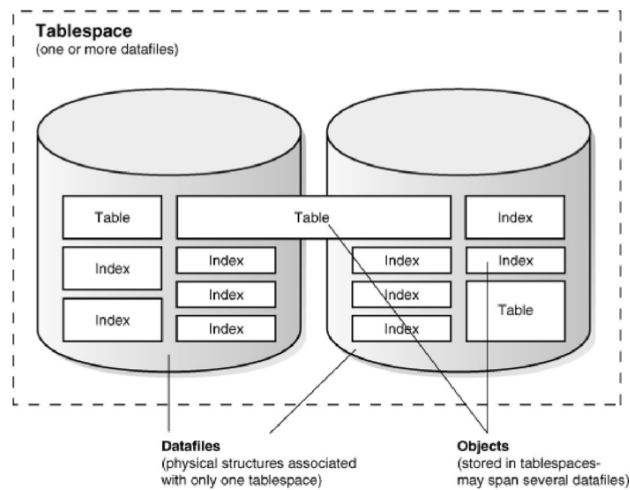 Tablespace
(one or more datafiles)
Table
Table
Index
Index
Index
Index
Index
Index
Index
Index
Index
Index
Index
Table
Datafiles
(physical structures associated
with only one tablespace)
Objects
(stored in tablespaces-
may span several datafiles)